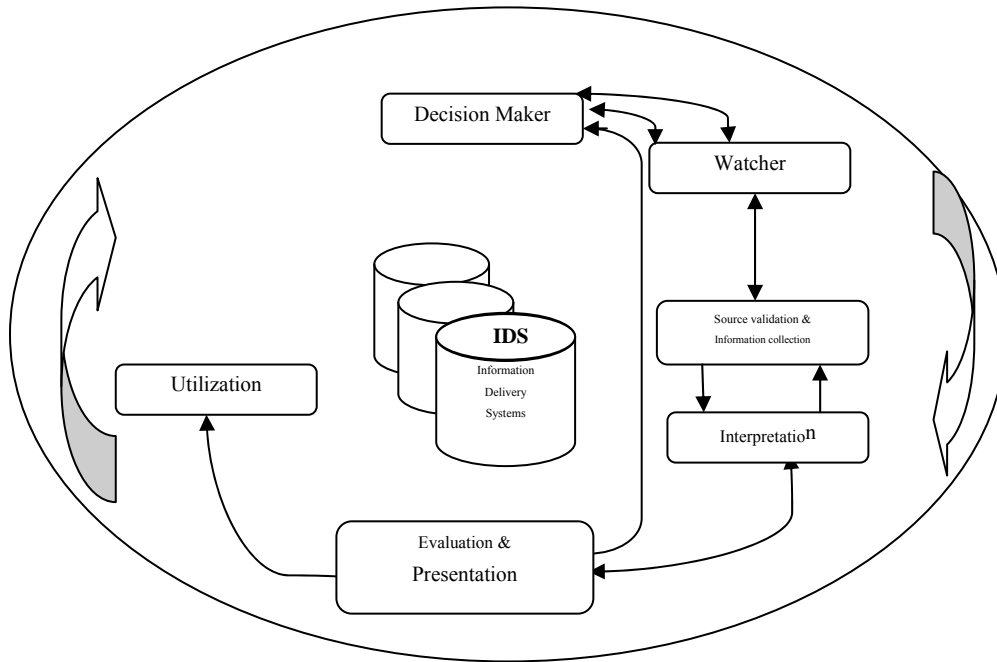 Decision Maker
Watcher
Source validation &
Information collection
Interpretation
IDS
Information
Delivery
Systems
Utilization
Evaluation &
Presentation